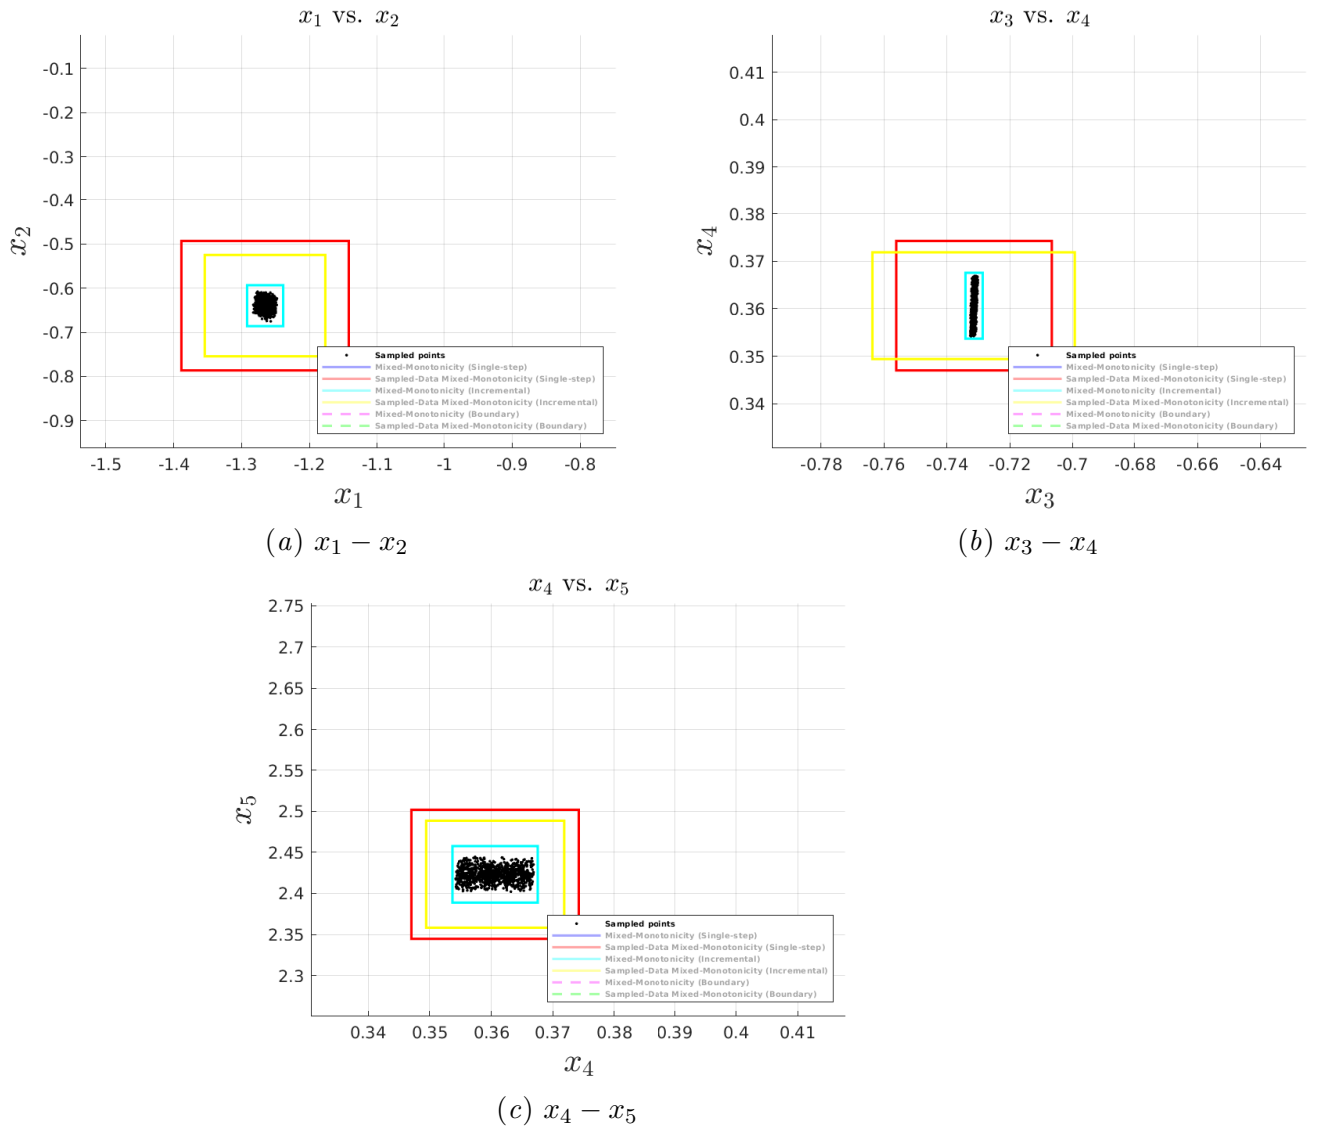 x₁ vs. x₂
-0.1
-0.2
-0.3
-0.4
-0.5
-0.6
-0.7
-0.8
-0.9
x₂
Sampled points
Mixed-Monotonicity (Single-step)
Sampled-Data Mixed-Monotonicity (Single-step)
Mixed-Monotonicity (Incremental)
Sampled-Data Mixed-Monotonicity (Incremental)
Mixed-Monotonicity (Boundary)
Sampled-Data Mixed-Monotonicity (Boundary)
-1.5 -1.4 -1.3 -1.2 -1.1 -1 -0.9 -0.8
x₁
(a) x₁ − x₂
x₃ vs. x₄
0.41
0.4
0.39
0.38
0.37
0.36
0.35
0.34
x₄
Sampled points
Mixed-Monotonicity (Single-step)
Sampled-Data Mixed-Monotonicity (Single-step)
Mixed-Monotonicity (Incremental)
Sampled-Data Mixed-Monotonicity (Incremental)
Mixed-Monotonicity (Boundary)
Sampled-Data Mixed-Monotonicity (Boundary)
-0.78 -0.76 -0.74 -0.72 -0.7 -0.68 -0.66 -0.64
x₃
(b) x₃ − x₄
x₄ vs. x₅
2.75
2.7
2.65
2.6
2.55
2.5
2.45
2.4
2.35
2.3
x₅
Sampled points
Mixed-Monotonicity (Single-step)
Sampled-Data Mixed-Monotonicity (Single-step)
Mixed-Monotonicity (Incremental)
Sampled-Data Mixed-Monotonicity (Incremental)
Mixed-Monotonicity (Boundary)
Sampled-Data Mixed-Monotonicity (Boundary)
0.34 0.35 0.36 0.37 0.38 0.39 0.4 0.41
x₄
(c) x₄ − x₅